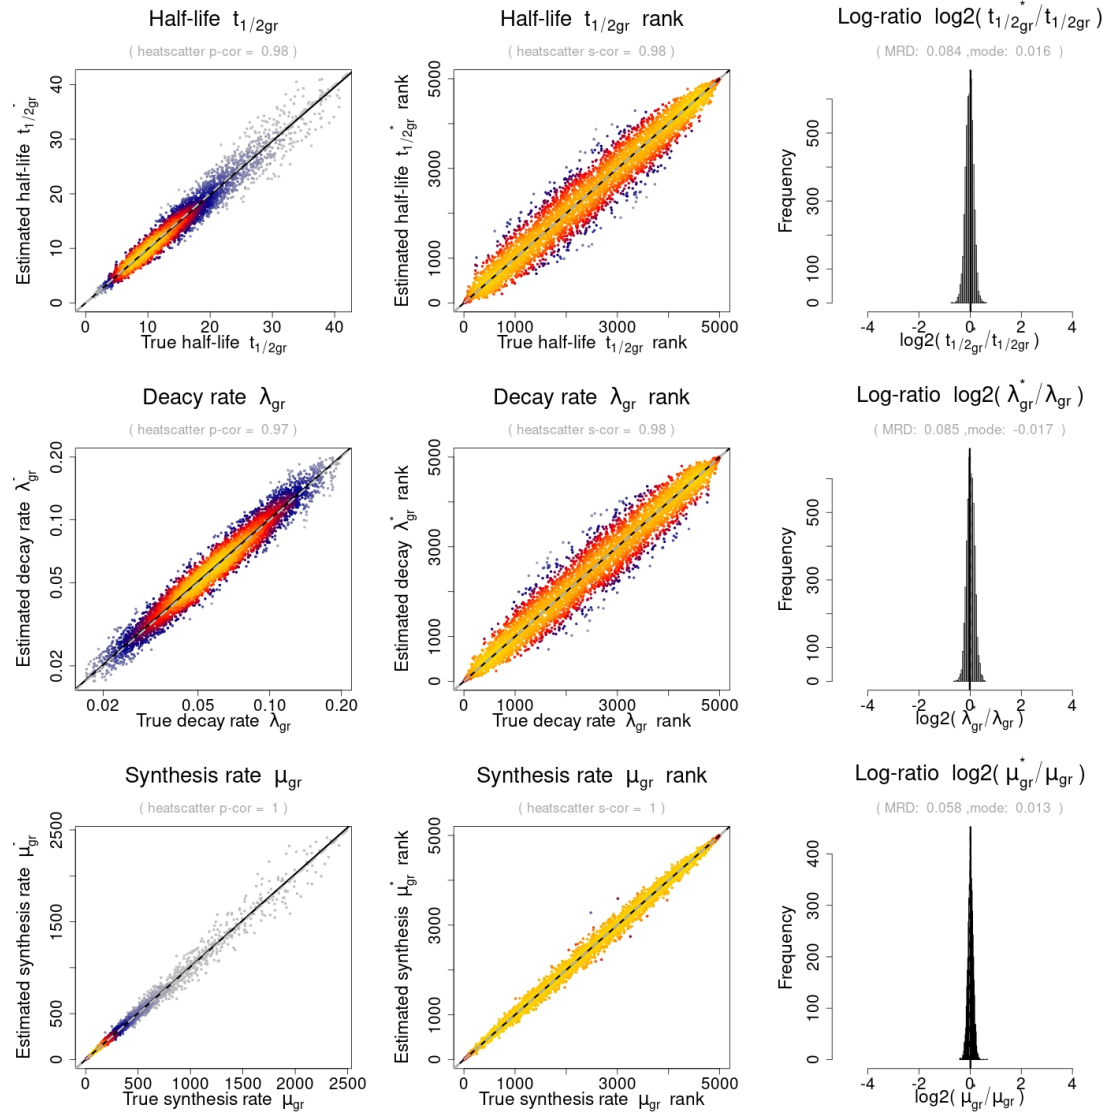 Half-life t1/2gr
( heatscatter p-cor = 0.98 )
Estimated half-life t*1/2gr
0 10 20 30 40
0 10 20 30 40
True half-life t1/2gr
Half-life t1/2gr rank
( heatscatter s-cor = 0.98 )
Estimated half-life t*1/2gr rank
0 1000 3000 5000
0 1000 3000 5000
True half-life t1/2gr rank
Log-ratio log2( t*1/2gr/t1/2gr )
( MRD: 0.084 ,mode: 0.016 )
Frequency
0 100 300 500
-4 -2 0 2 4
log2( t1/2gr/t1/2gr )
Deacy rate λgr
( heatscatter p-cor = 0.97 )
Estimated decay rate λ*gr
0.02 0.05 0.10 0.20
0.02 0.05 0.10 0.20
True decay rate λgr
Decay rate λgr rank
( heatscatter s-cor = 0.98 )
Estimated decay λ*gr rank
0 1000 3000 5000
0 1000 3000 5000
True decay rate λgr rank
Log-ratio log2( λ*gr/λgr )
( MRD: 0.085 ,mode: -0.017 )
Frequency
0 100 300 500
-4 -2 0 2 4
log2( λgr/λgr )
Synthesis rate μgr
( heatscatter p-cor = 1 )
Estimated synthesis rate μ*gr
0 500 1500 2500
0 500 1000 1500 2000 2500
True synthesis rate μgr
Synthesis rate μgr rank
( heatscatter s-cor = 1 )
Estimated synthesis μ*gr rank
0 1000 3000 5000
0 1000 3000 5000
True synthesis rate μgr rank
Log-ratio log2( μ*gr/μgr )
( MRD: 0.058 ,mode: 0.013 )
Frequency
0 100 200 300 400
-4 -2 0 2 4
log2( μgr/μgr )